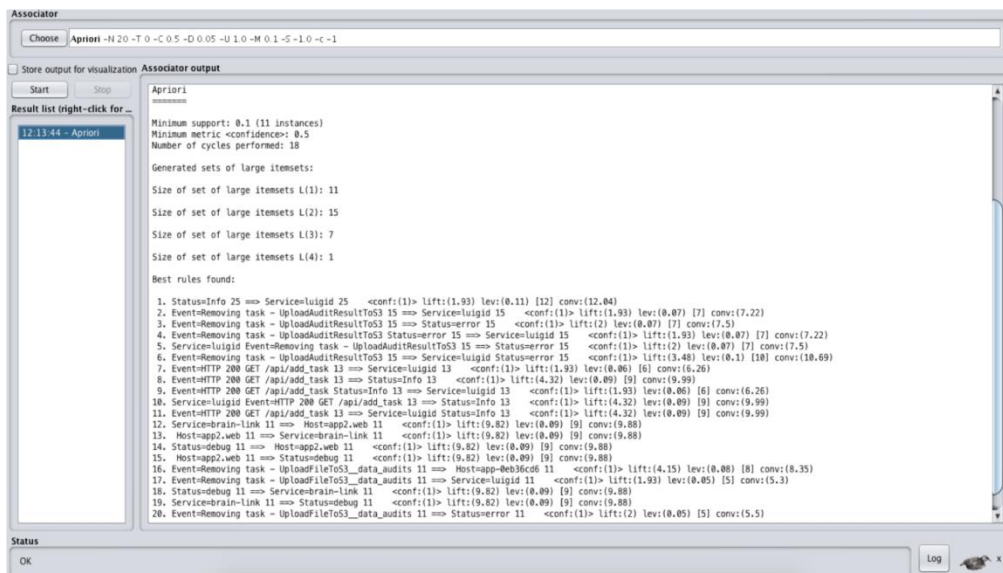 Associator
Choose Apriori -N 20 -T 0 -C 0.5 -D 0.05 -U 1.0 -M 0.1 -S -1.0 -c -1
Store output for visualization
Start Stop
Result list (right-click for ...
12:13:44 - Apriori
Associator output
Apriori
=======
Minimum support: 0.1 (11 instances)
Minimum metric <confidence>: 0.5
Number of cycles performed: 18
Generated sets of large itemsets:
Size of set of large itemsets L(1): 11
Size of set of large itemsets L(2): 15
Size of set of large itemsets L(3): 7
Size of set of large itemsets L(4): 1
Best rules found:
1. Status=Info 25 ==> Service=luigid 25 <conf:(1)> lift:(1.93) lev:(0.11) [12] conv:(12.04)
2. Event=Removing task - UploadAuditResultToS3 15 ==> Service=luigid 15 <conf:(1)> lift:(1.93) lev:(0.07) [7] conv:(7.22)
3. Event=Removing task - UploadAuditResultToS3 15 ==> Status=error 15 <conf:(1)> lift:(2) lev:(0.07) [7] conv:(7.5)
4. Event=Removing task - UploadAuditResultToS3 Status=error 15 ==> Service=luigid 15 <conf:(1)> lift:(1.93) lev:(0.07) [7] conv:(7.22)
5. Service=luigid Event=Removing task - UploadAuditResultToS3 15 ==> Status=error 15 <conf:(1)> lift:(2) lev:(0.07) [7] conv:(7.5)
6. Event=Removing task - UploadAuditResultToS3 15 ==> Service=luigid Status=error 15 <conf:(1)> lift:(3.48) lev:(0.1) [10] conv:(10.69)
7. Event=HTTP 200 GET /api/add_task 13 ==> Service=luigid 13 <conf:(1)> lift:(1.93) lev:(0.06) [6] conv:(6.26)
8. Event=HTTP 200 GET /api/add_task 13 ==> Status=Info 13 <conf:(1)> lift:(4.32) lev:(0.09) [9] conv:(9.99)
9. Event=HTTP 200 GET /api/add_task Status=Info 13 ==> Service=luigid 13 <conf:(1)> lift:(1.93) lev:(0.06) [6] conv:(6.26)
10. Service=luigid Event=HTTP 200 GET /api/add_task 13 ==> Status=Info 13 <conf:(1)> lift:(4.32) lev:(0.09) [9] conv:(9.99)
11. Event=HTTP 200 GET /api/add_task 13 ==> Service=luigid Status=Info 13 <conf:(1)> lift:(4.32) lev:(0.09) [9] conv:(9.99)
12. Service=brain-link 11 ==> Host=app2.web 11 <conf:(1)> lift:(9.82) lev:(0.09) [9] conv:(9.88)
13. Host=app2.web 11 ==> Service=brain-link 11 <conf:(1)> lift:(9.82) lev:(0.09) [9] conv:(9.88)
14. Status=debug 11 ==> Host=app2.web 11 <conf:(1)> lift:(9.82) lev:(0.09) [9] conv:(9.88)
15. Host=app2.web 11 ==> Status=debug 11 <conf:(1)> lift:(9.82) lev:(0.09) [9] conv:(9.88)
16. Event=Removing task - UploadFileToS3__data_audits 11 ==> Host=app-0eb36cd6 11 <conf:(1)> lift:(4.15) lev:(0.08) [8] conv:(8.35)
17. Event=Removing task - UploadFileToS3__data_audits 11 ==> Service=luigid 11 <conf:(1)> lift:(1.93) lev:(0.05) [5] conv:(5.3)
18. Status=debug 11 ==> Service=brain-link 11 <conf:(1)> lift:(9.82) lev:(0.09) [9] conv:(9.88)
19. Service=brain-link 11 ==> Status=debug 11 <conf:(1)> lift:(9.82) lev:(0.09) [9] conv:(9.88)
20. Event=Removing task - UploadFileToS3__data_audits 11 ==> Status=error 11 <conf:(1)> lift:(2) lev:(0.05) [5] conv:(5.5)
Status
OK
Log
x